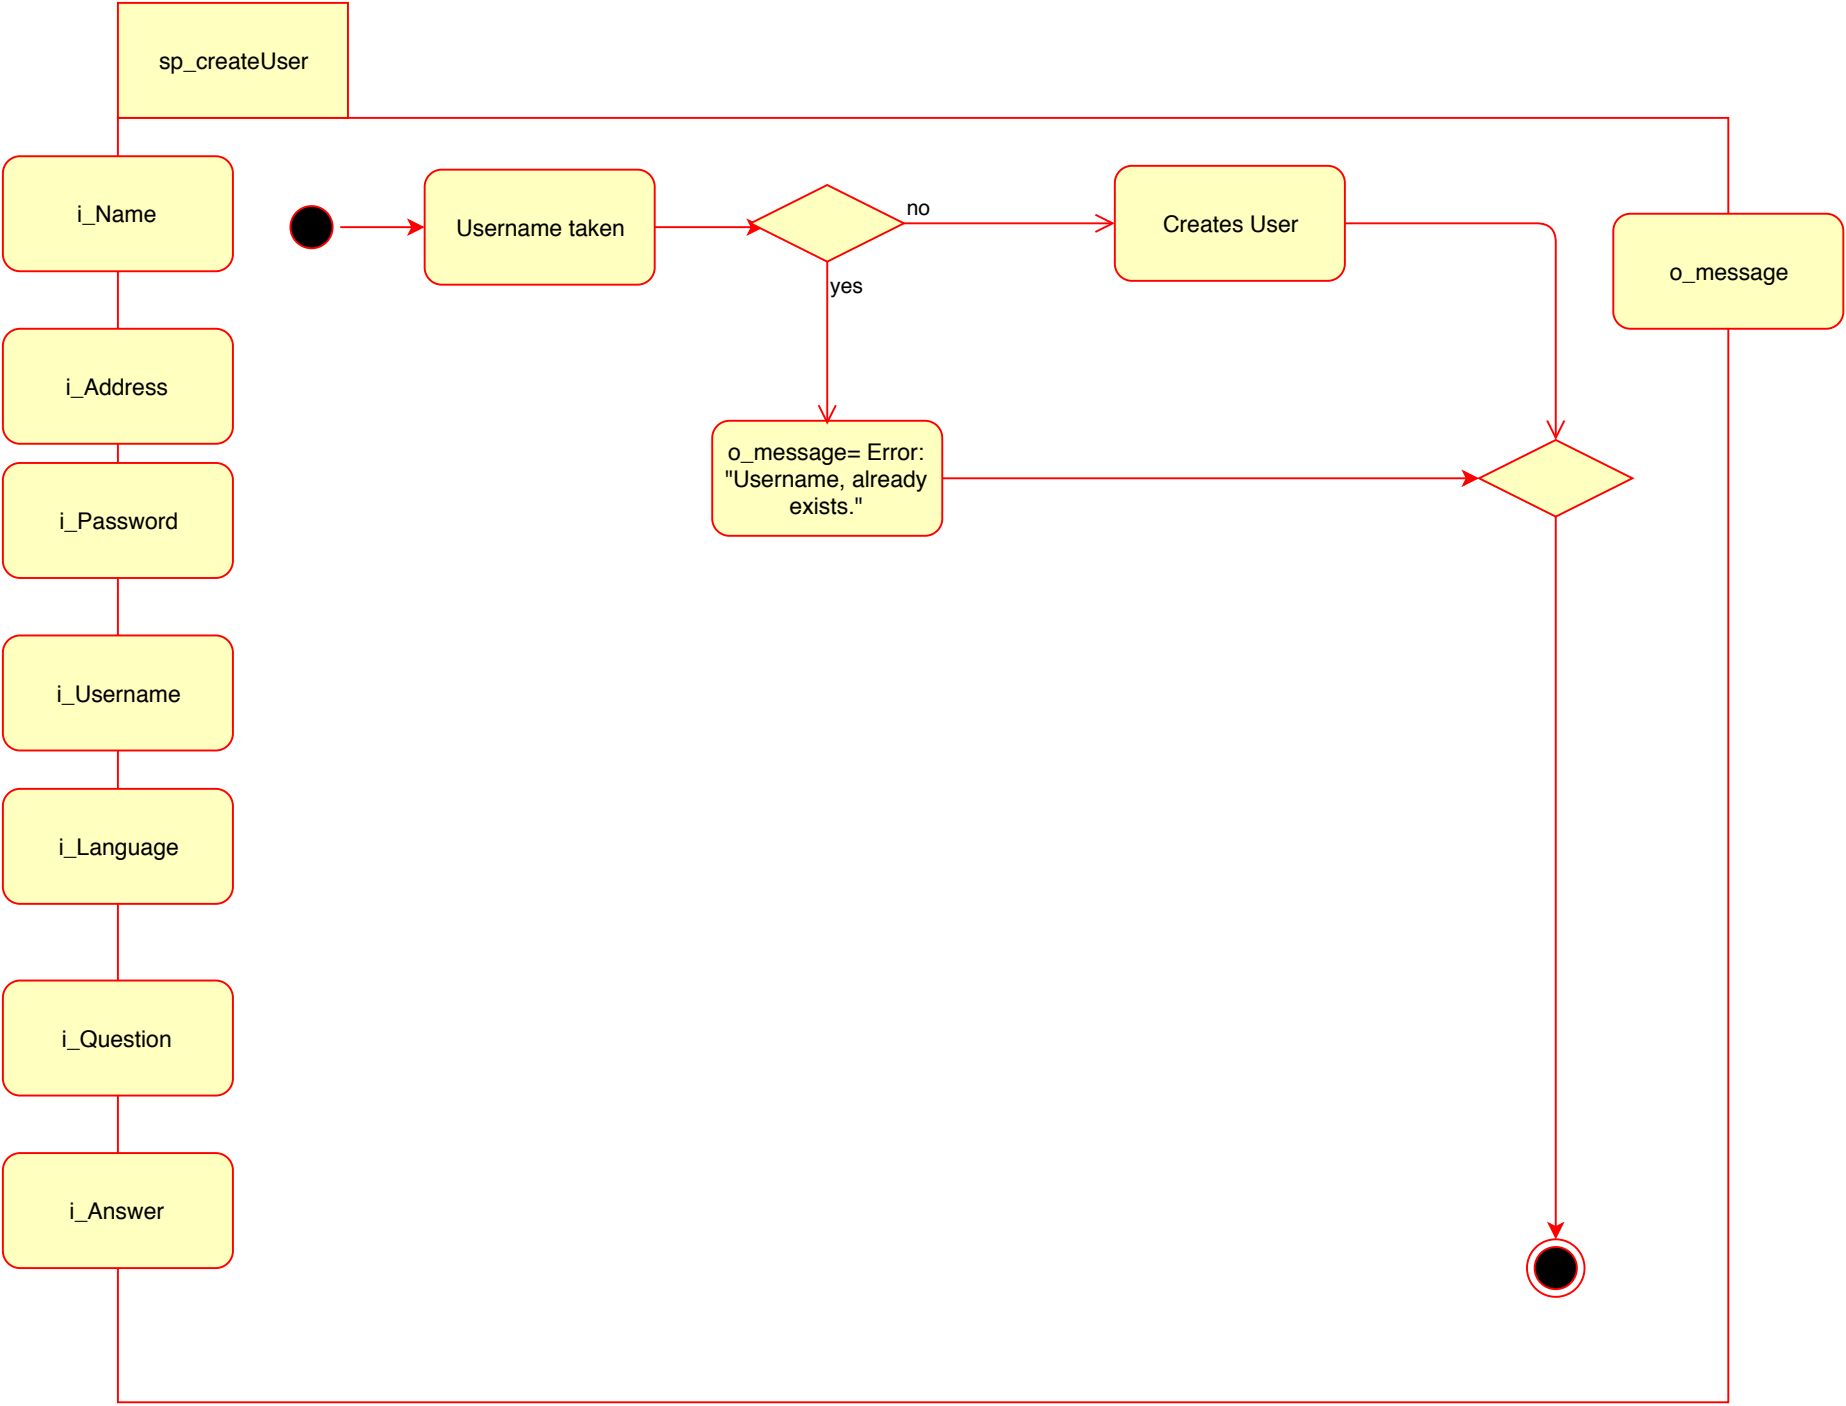 sp_createUser
i_Name
Username taken
no
Creates User
o_message
yes
i_Address
o_message= Error:
"Username, already
exists."
i_Password
i_Username
i_Language
i_Question
i_Answer